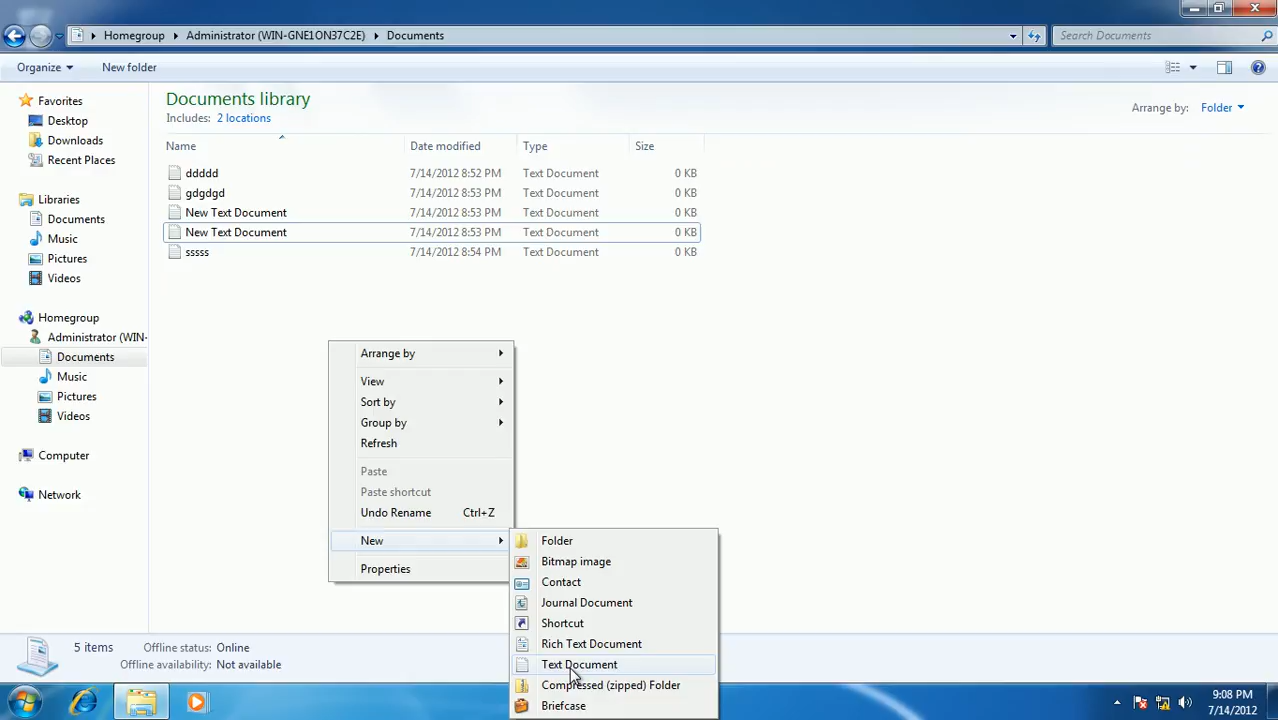 Homegroup
Administrator (WIN-GNE1ON37C2E)
Documents
Search Documents
Organize
New folder
Favorites
Desktop
Downloads
Recent Places
Libraries
Documents
Music
Pictures
Videos
Homegroup
Administrator (WIN-
Documents
Music
Pictures
Videos
Computer
Network
Documents library
Includes: 2 locations
Arrange by: Folder
Name Date modified Type Size
ddddd 7/14/2012 8:52 PM Text Document 0 KB
gdgdgd 7/14/2012 8:53 PM Text Document 0 KB
New Text Document 7/14/2012 8:53 PM Text Document 0 KB
New Text Document 7/14/2012 8:53 PM Text Document 0 KB
sssss 7/14/2012 8:54 PM Text Document 0 KB
Arrange by
View
Sort by
Group by
Refresh
Paste
Paste shortcut
Undo Rename Ctrl+Z
New
Properties
Folder
Bitmap image
Contact
Journal Document
Shortcut
Rich Text Document
Text Document
Compressed (zipped) Folder
Briefcase
5 items Offline status: Online
Offline availability: Not available
9:08 PM
7/14/2012